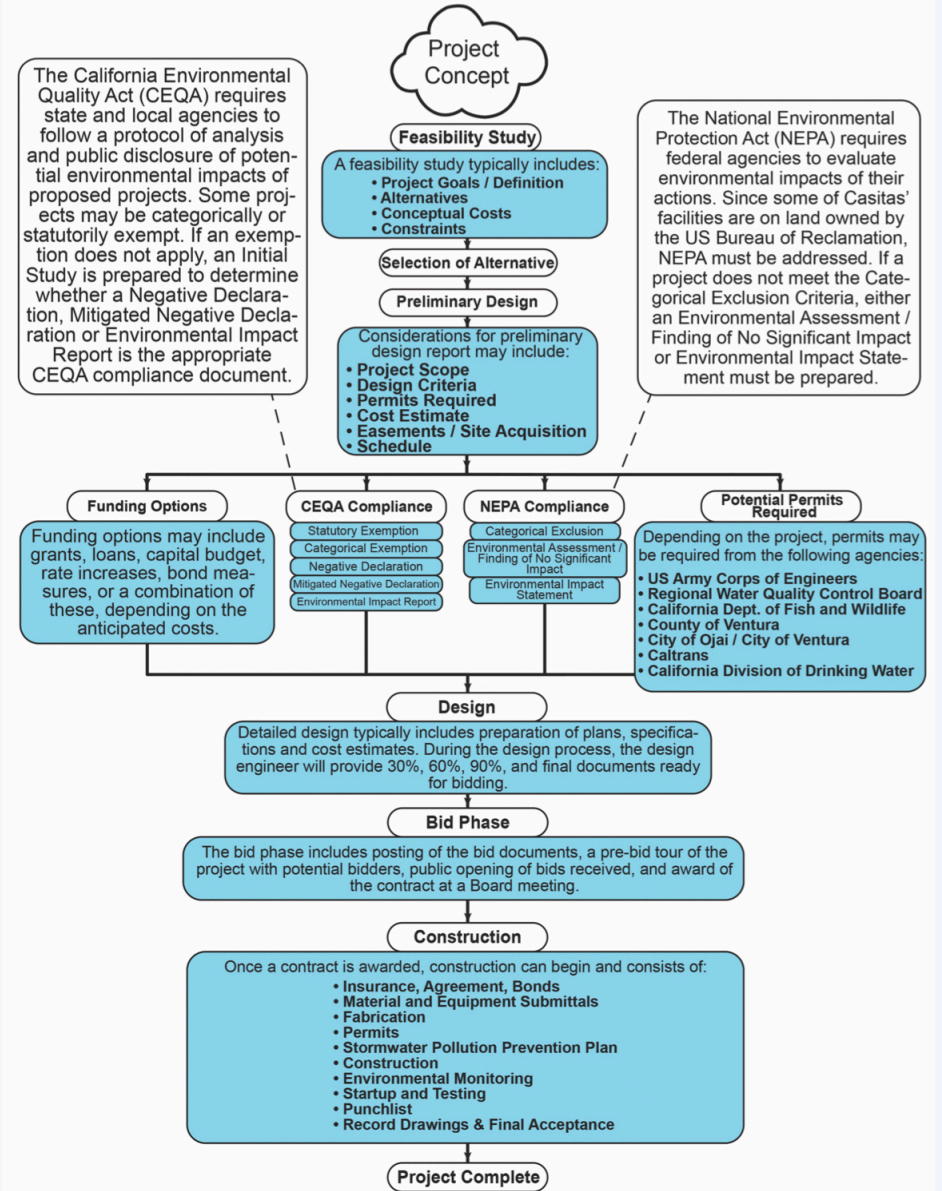 Project
Concept
The California Environmental
Quality Act (CEQA) requires
state and local agencies to
follow a protocol of analysis
and public disclosure of poten-
tial environmental impacts of
proposed projects. Some proj-
ects may be categorically or
statutorily exempt. If an exemp-
tion does not apply, an Initial
Study is prepared to determine
whether a Negative Declara-
tion, Mitigated Negative Decla-
ration or Environmental Impact
Report is the appropriate
CEQA compliance document.
Feasibility Study
A feasibility study typically includes:
• Project Goals / Definition
• Alternatives
• Conceptual Costs
• Constraints
The National Environmental
Protection Act (NEPA) requires
federal agencies to evaluate
environmental impacts of their
actions. Since some of Casitas’
facilities are on land owned by
the US Bureau of Reclamation,
NEPA must be addressed. If a
project does not meet the Cate-
gorical Exclusion Criteria, either
an Environmental Assessment /
Finding of No Significant Impact
or Environmental Impact State-
ment must be prepared.
Selection of Alternative
Preliminary Design
Considerations for preliminary
design report may include:
• Project Scope
• Design Criteria
• Permits Required
• Cost Estimate
• Easements / Site Acquisition
• Schedule
Funding Options
Funding options may include
grants, loans, capital budget,
rate increases, bond mea-
sures, or a combination of
these, depending on the
anticipated costs.
CEQA Compliance
Statutory Exemption
Categorical Exemption
Negative Declaration
Mitigated Negative Declaration
Environmental Impact Report
NEPA Compliance
Categorical Exclusion
Environmental Assessment /
Finding of No Significant
Impact
Environmental Impact
Statement
Potential Permits
Required
Depending on the project, permits may
be required from the following agencies:
• US Army Corps of Engineers
• Regional Water Quality Control Board
• California Dept. of Fish and Wildlife
• County of Ventura
• City of Ojai / City of Ventura
• Caltrans
• California Division of Drinking Water
Design
Detailed design typically includes preparation of plans, specifica-
tions and cost estimates. During the design process, the design
engineer will provide 30%, 60%, 90%, and final documents ready
for bidding.
Bid Phase
The bid phase includes posting of the bid documents, a pre-bid tour of the
project with potential bidders, public opening of bids received, and award of
the contract at a Board meeting.
Construction
Once a contract is awarded, construction can begin and consists of:
• Insurance, Agreement, Bonds
• Material and Equipment Submittals
• Fabrication
• Permits
• Stormwater Pollution Prevention Plan
• Construction
• Environmental Monitoring
• Startup and Testing
• Punchlist
• Record Drawings & Final Acceptance
Project Complete